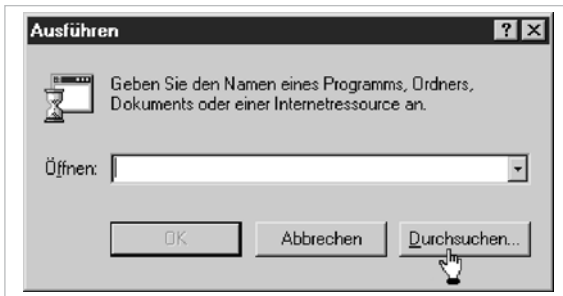 Ausführen
Geben Sie den Namen eines Programms, Ordners,
Dokuments oder einer Internetressource an.
Öffnen:
OK Abbrechen Durchsuchen...